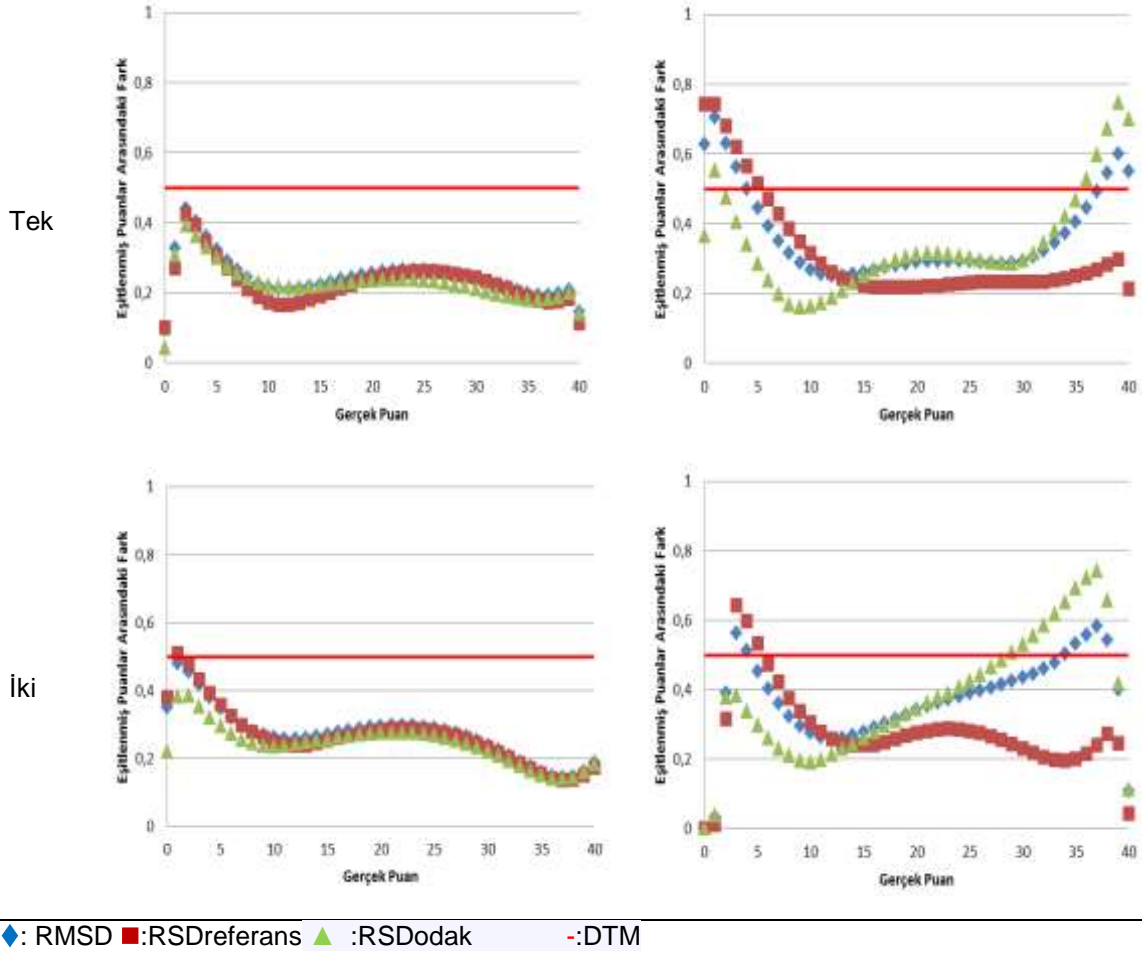 Tek
Eşitlenmiş Puanlar Arasındaki Fark
1
0,8
0,6
0,4
0,2
0
0 5 10 15 20 25 30 35 40
Gerçek Puan
Eşitlenmiş Puanlar Arasındaki Fark
1
0,8
0,6
0,4
0,2
0
0 5 10 15 20 25 30 35 40
Gerçek Puan
İki
Eşitlenmiş Puanlar Arasındaki Fark
1
0,8
0,6
0,4
0,2
0
0 5 10 15 20 25 30 35 40
Gerçek Puan
Eşitlenmiş Puanlar Arasındaki Fark
1
0,8
0,6
0,4
0,2
0
0 5 10 15 20 25 30 35 40
Gerçek Puan
: RMSD :RSDreferans :RSDodak -:DTM